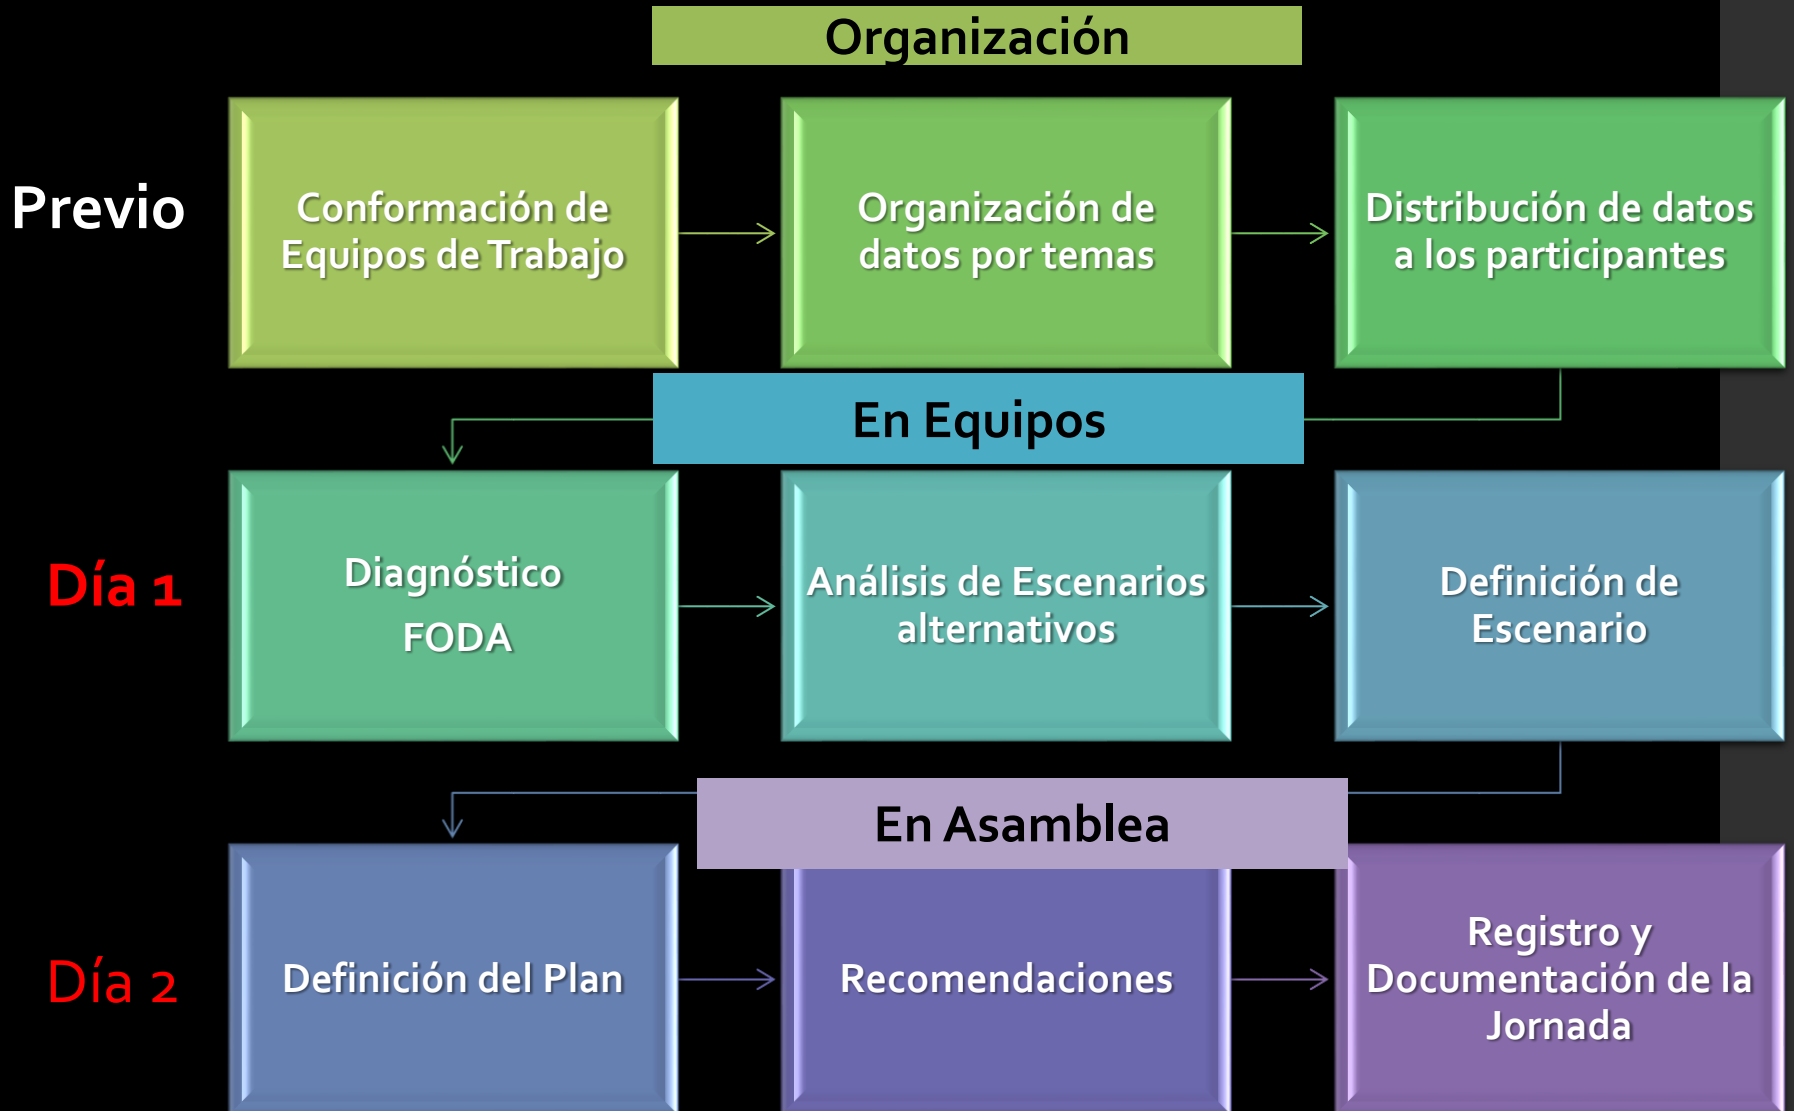 Organización
Previo
Conformación de
Equipos de Trabajo
Organización de
datos por temas
Distribución de datos
a los participantes
En Equipos
Día 1
Diagnóstico
FODA
Análisis de Escenarios
alternativos
Definición de
Escenario
En Asamblea
Día 2
Definición del Plan
Recomendaciones
Registro y
Documentación de la
Jornada